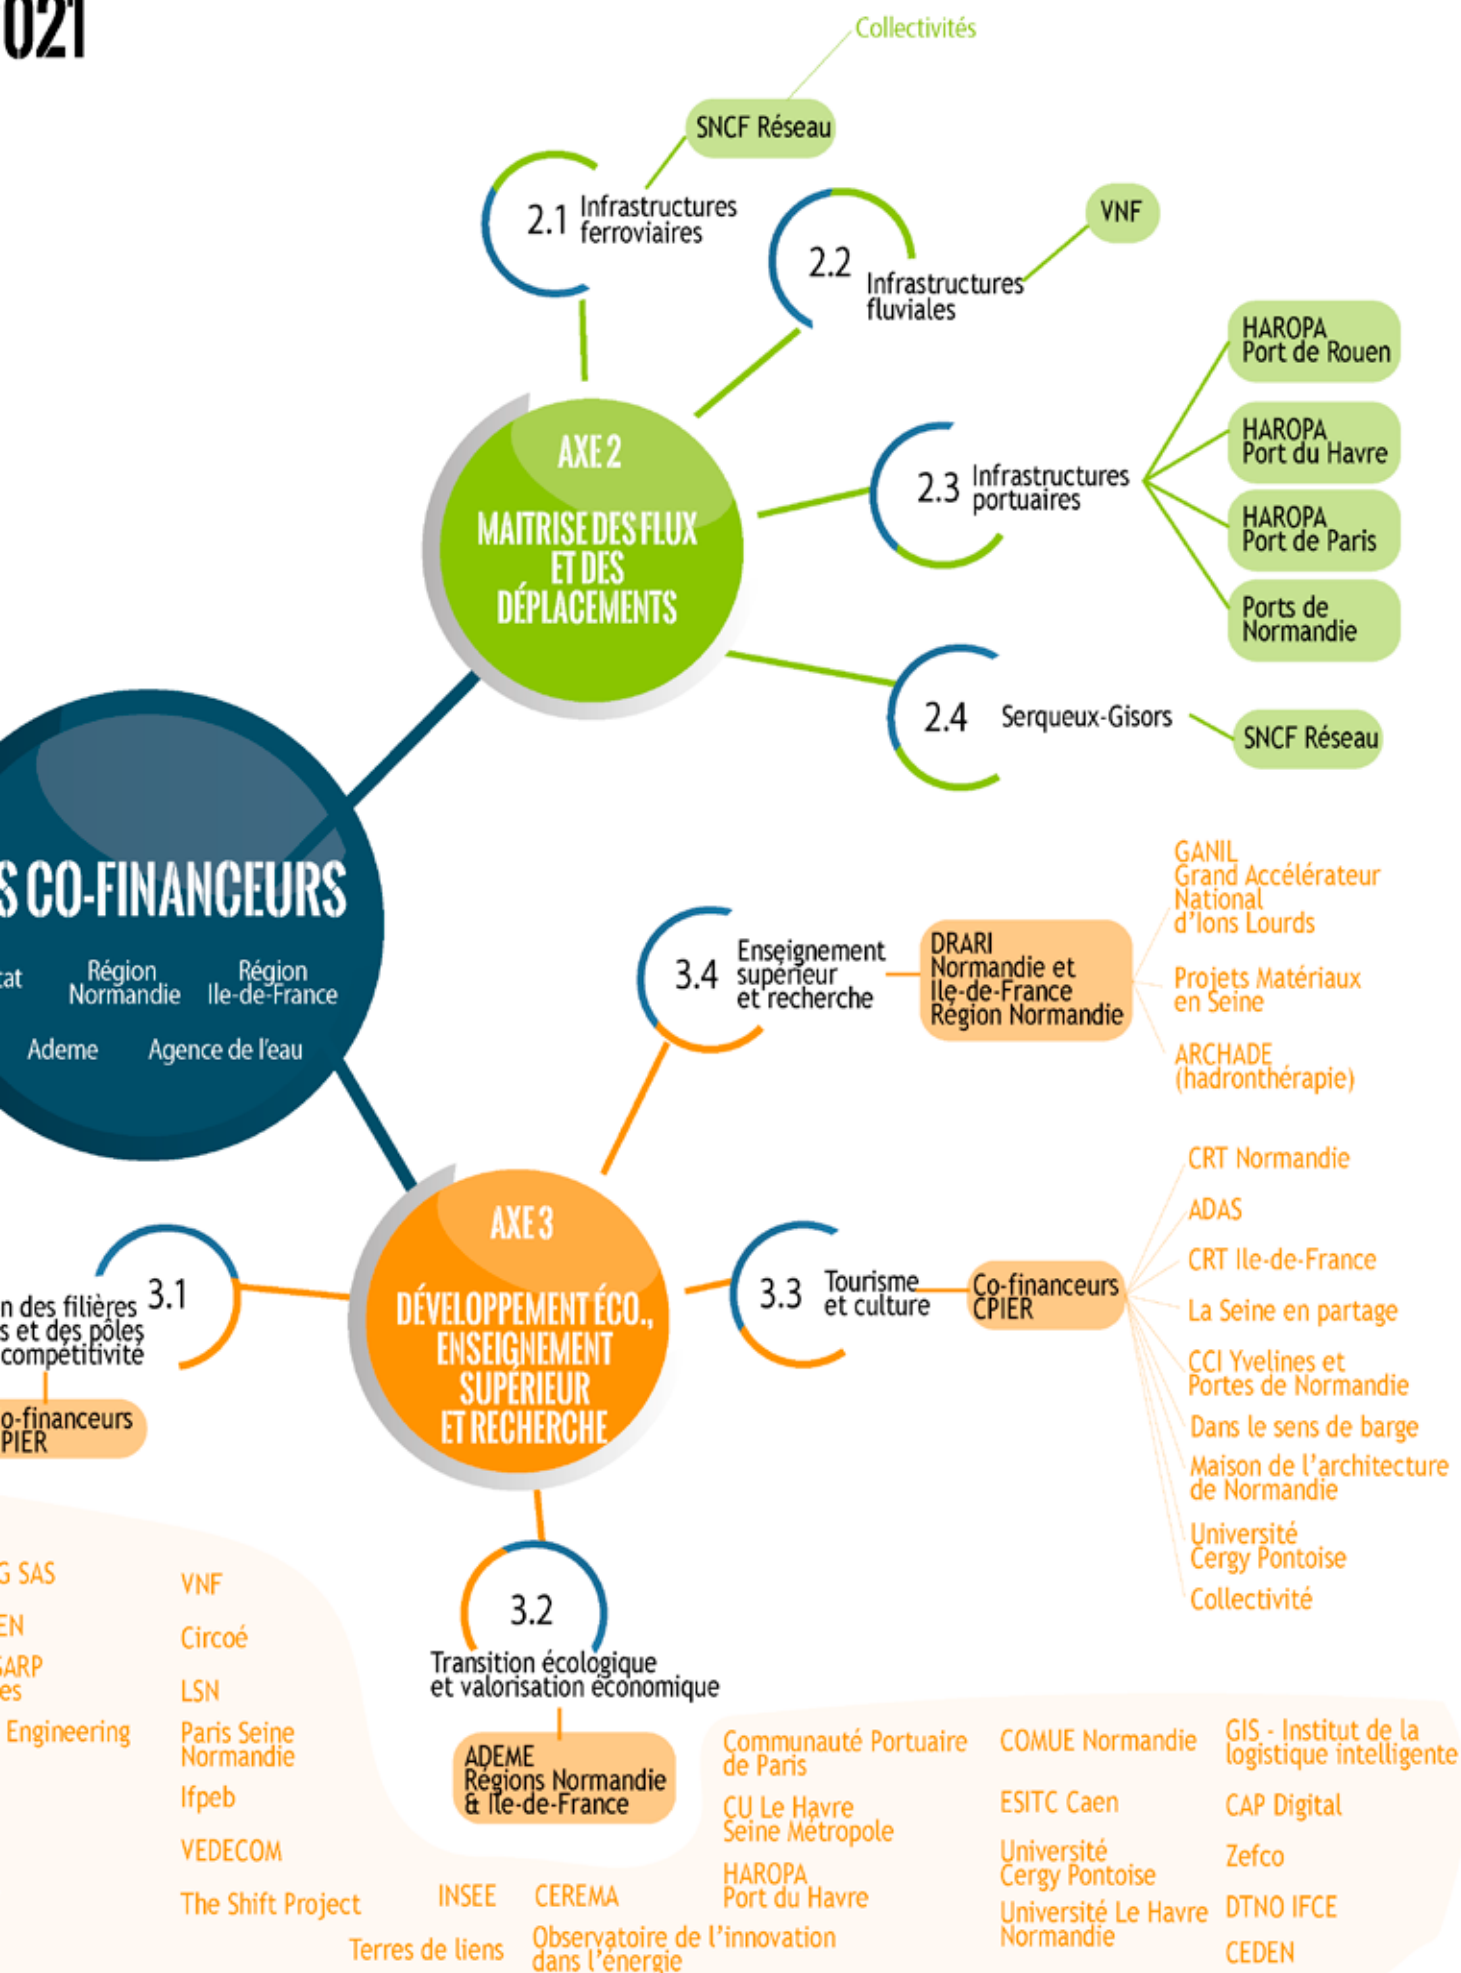 021
Collectivités
SNCF Réseau
2.1
Infrastructures
ferroviaires
VNF
2.2
Infrastructures
fluviales
HAROPA
Port de Rouen
HAROPA
Port du Havre
HAROPA
Port de Paris
Ports de
Normandie
2.3
Infrastructures
portuaires
AXE 2
MAITRISE DES FLUX
ET DES
DÉPLACEMENTS
2.4
Serqueux-Gisors
SNCF Réseau
S CO-FINANCEURS
tat
Région
Normandie
Région
Ile-de-France
Ademe
Agence de l'eau
3.4
Enseignement
supérieur
et recherche
DRARI
Normandie et
Ile-de-France
Région Normandie
GANIL
Grand Accélérateur
National
d'Ions Lourds
Projets Matériaux
en Seine
ARCHADE
(hadronthérapie)
AXE 3
DÉVELOPPEMENT ÉCO.,
ENSEIGNEMENT
SUPÉRIEUR
ET RECHERCHE
3.3
Tourisme
et culture
Co-financeurs
CPIER
CRT Normandie
ADAS
CRT Ile-de-France
La Seine en partage
CCI Yvelines et
Portes de Normandie
Dans le sens de barge
Maison de l'architecture
de Normandie
Université
Cergy Pontoise
Collectivité
3.1
n des filières
s et des pôles
compétitivité
o-financeurs
PIER
3.2
Transition écologique
et valorisation économique
ADEME
Régions Normandie
& Ile-de-France
G SAS
EN
SARP
es
Engineering
VNF
Circoé
LSN
Paris Seine
Normandie
Ifpeb
VEDECOM
The Shift Project
INSEE
Terres de liens
CEREMA
Observatoire de l'innovation
dans l'énergie
Communauté Portuaire
de Paris
CU Le Havre
Seine Métropole
HAROPA
Port du Havre
COMUE Normandie
ESITC Caen
Université
Cergy Pontoise
Université Le Havre
Normandie
GIS - Institut de la
logistique intelligente
CAP Digital
Zefco
DTNO IFCE
CEDEN